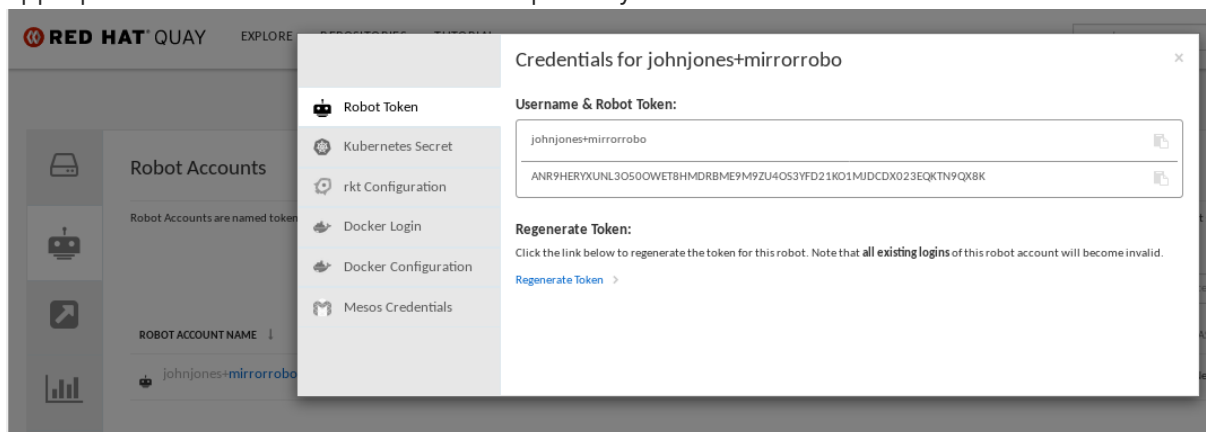 RED HAT QUAY EXPLORE
Credentials for johnjones+mirrorrobo
×
Robot Token
Kubernetes Secret
rkt Configuration
Docker Login
Docker Configuration
Mesos Credentials
Username & Robot Token:
johnjones+mirrorrobo
ANR9HERYXUNL3O50OWET8HMDRBME9M9ZU4OS3YFD21KO1MJDCDX023EQKTN9QX8K
Regenerate Token:
Click the link below to regenerate the token for this robot. Note that all existing logins of this robot account will become invalid.
Regenerate Token >
Robot Accounts
Robot Accounts are named token
ROBOT ACCOUNT NAME ↓
johnjones+mirrorrobo